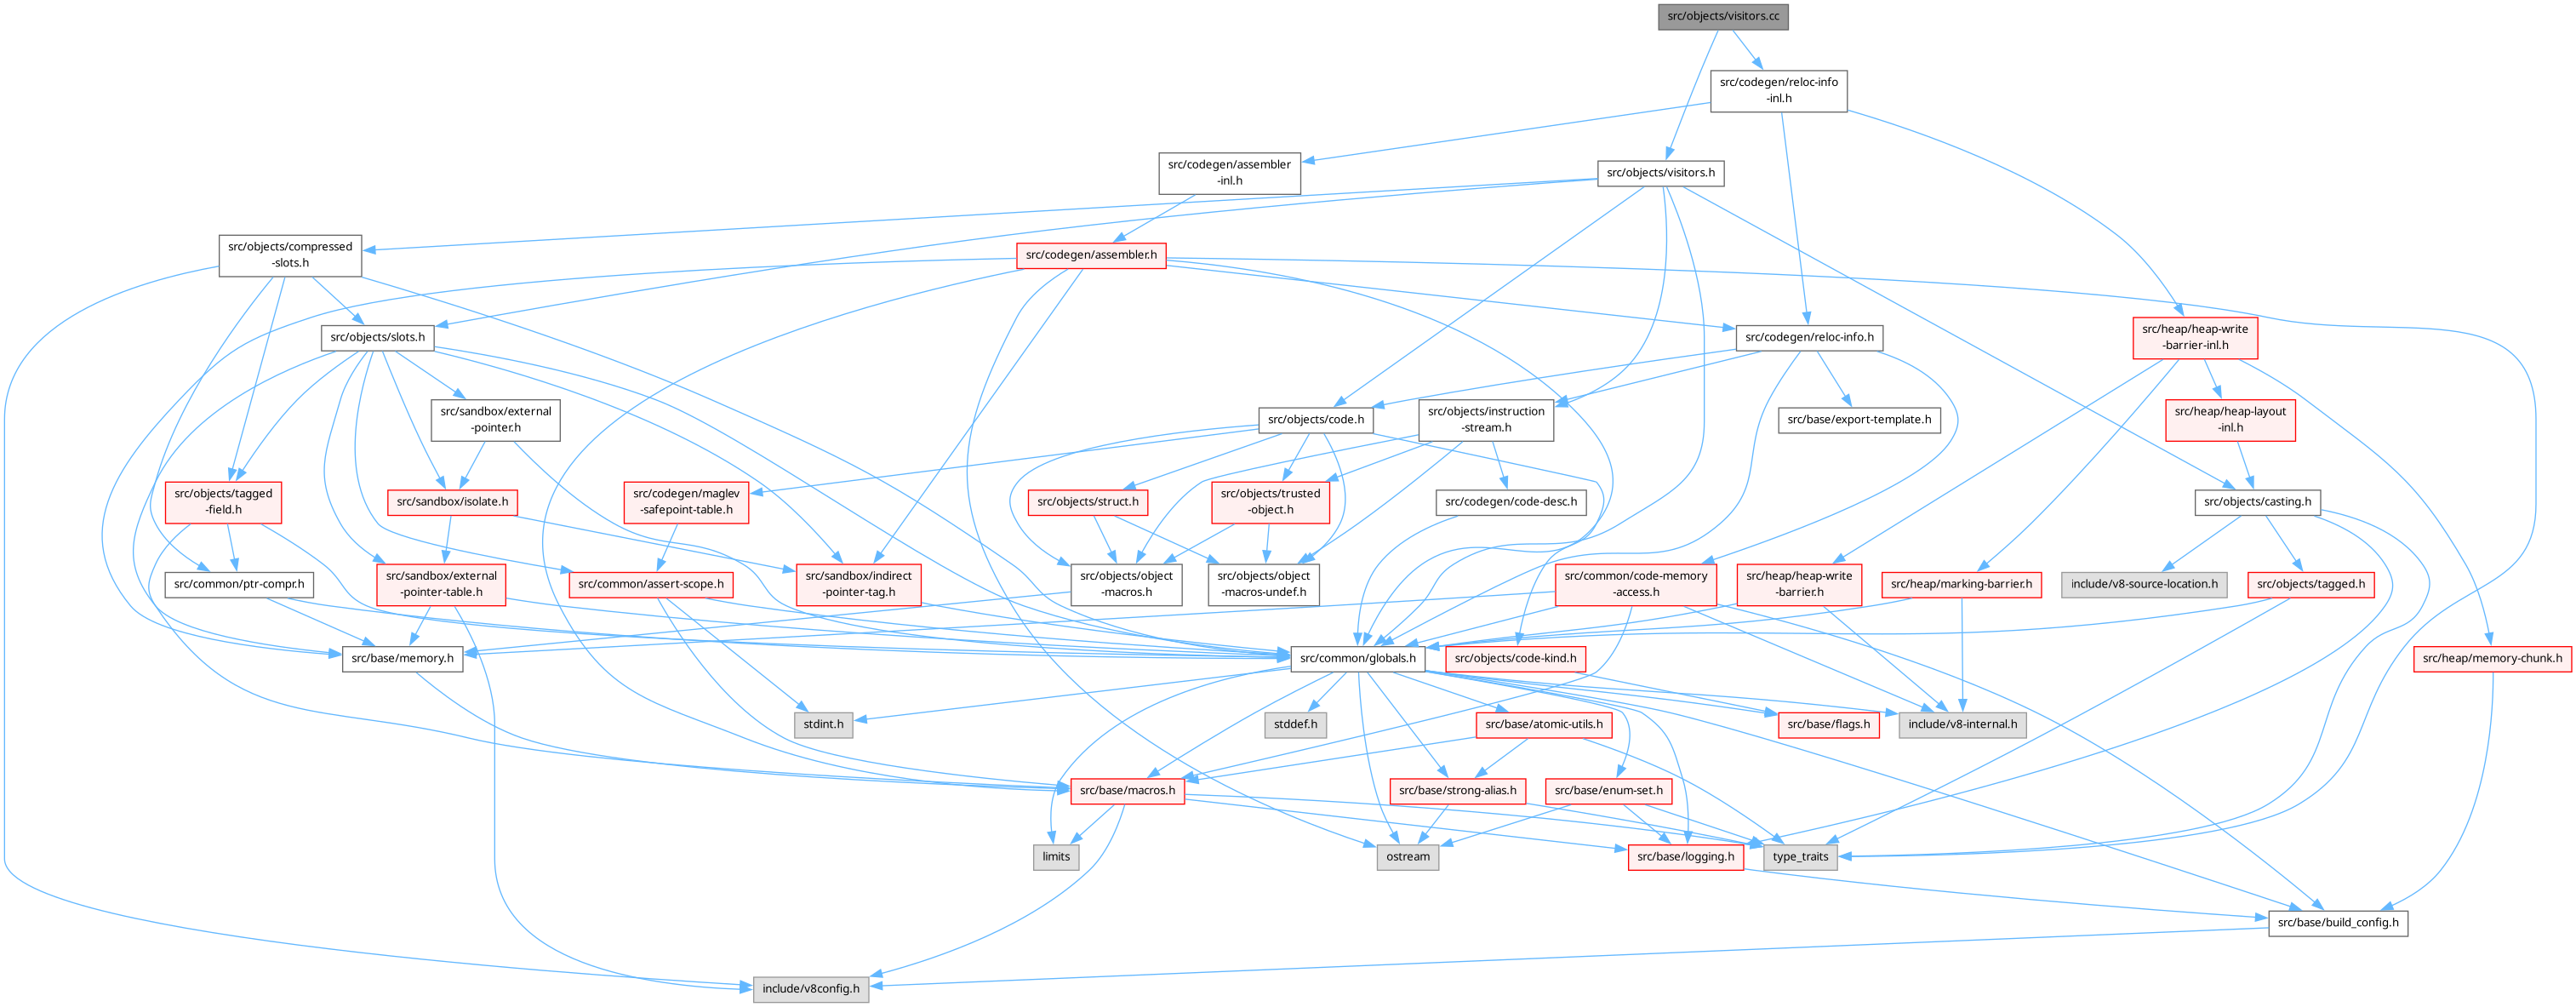 src/objects/visitors.cc
src/codegen/reloc-info
-inl.h
src/codegen/assembler
-inl.h
src/objects/visitors.h
src/objects/compressed
-slots.h
src/codegen/assembler.h
src/objects/slots.h
src/codegen/reloc-info.h
src/heap/heap-write
-barrier-inl.h
src/sandbox/external
-pointer.h
src/objects/code.h
src/objects/instruction
-stream.h
src/base/export-template.h
src/heap/heap-layout
-inl.h
src/objects/tagged
-field.h
src/sandbox/isolate.h
src/codegen/maglev
-safepoint-table.h
src/objects/struct.h
src/objects/trusted
-object.h
src/codegen/code-desc.h
src/objects/casting.h
src/common/ptr-compr.h
src/sandbox/external
-pointer-table.h
src/common/assert-scope.h
src/sandbox/indirect
-pointer-tag.h
src/objects/object
-macros.h
src/objects/object
-macros-undef.h
src/common/code-memory
-access.h
src/heap/heap-write
-barrier.h
src/heap/marking-barrier.h
include/v8-source-location.h
src/objects/tagged.h
src/base/memory.h
src/common/globals.h
src/objects/code-kind.h
src/heap/memory-chunk.h
stdint.h
stddef.h
src/base/atomic-utils.h
src/base/flags.h
include/v8-internal.h
src/base/macros.h
src/base/strong-alias.h
src/base/enum-set.h
limits
ostream
src/base/logging.h
type_traits
src/base/build_config.h
include/v8config.h